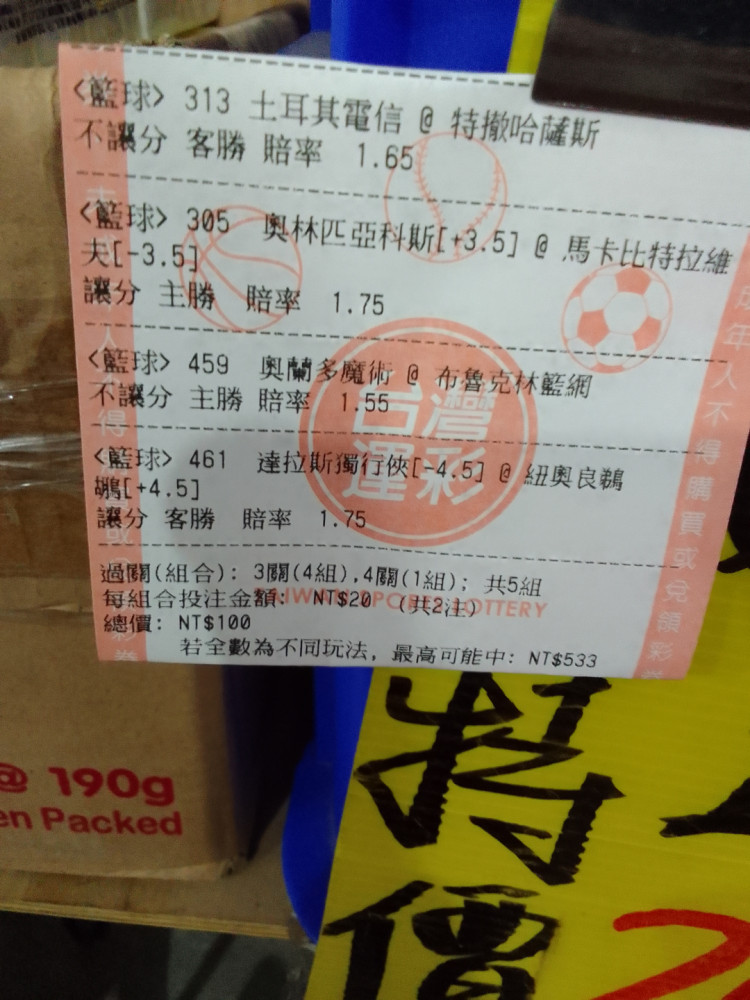 <籃球> 313 土耳其電信 @ 特撒哈薩斯
不讓分 客勝 賠率 1.65
<籃球> 305 奧林匹亞科斯[+3.5] @ 馬卡比特拉維
夫[-3.5]
讓分 主勝 賠率 1.75
<籃球> 459 奧蘭多魔術 @ 布魯克林籃網
不讓分 主勝 賠率 1.55
<籃球> 461 達拉斯獨行俠[-4.5] @ 紐奧良鵜
鶘[+4.5]
讓分 客勝 賠率 1.75
過關(組合): 3關(4組),4關(1組); 共5組
每組合投注金額: NT$20 (共2注)
總價: NT$100
若全數為不同玩法, 最高可能中: NT$533
台灣
運彩
SPORTS LOTTERY
年人不得購買或兌領彩券
@ 190g
en Packed
特
價